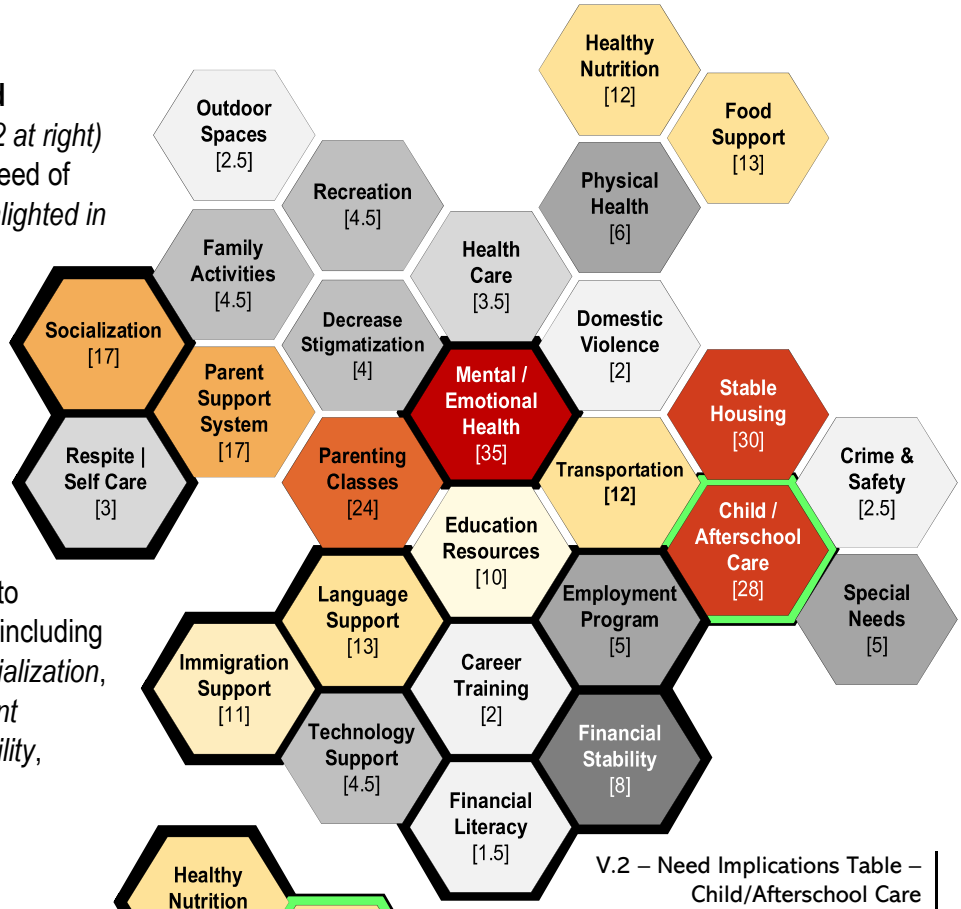 d
2 at right)
eed of
hlighted in
to
including
ialization,
nt
ility,
Healthy
Nutrition
[12]
Food
Support
[13]
Outdoor
Spaces
[2.5]
Recreation
[4.5]
Physical
Health
[6]
Family
Activities
[4.5]
Health
Care
[3.5]
Socialization
[17]
Decrease
Stigmatization
[4]
Domestic
Violence
[2]
Parent
Support
System
[17]
Mental /
Emotional
Health
[35]
Stable
Housing
[30]
Respite |
Self Care
[3]
Parenting
Classes
[24]
Transportation
[12]
Crime &
Safety
[2.5]
Education
Resources
[10]
Child /
Afterschool
Care
[28]
Language
Support
[13]
Employment
Program
[5]
Special
Needs
[5]
Immigration
Support
[11]
Career
Training
[2]
Technology
Support
[4.5]
Financial
Stability
[8]
Financial
Literacy
[1.5]
Healthy
Nutrition
V.2 – Need Implications Table –
Child/Afterschool Care